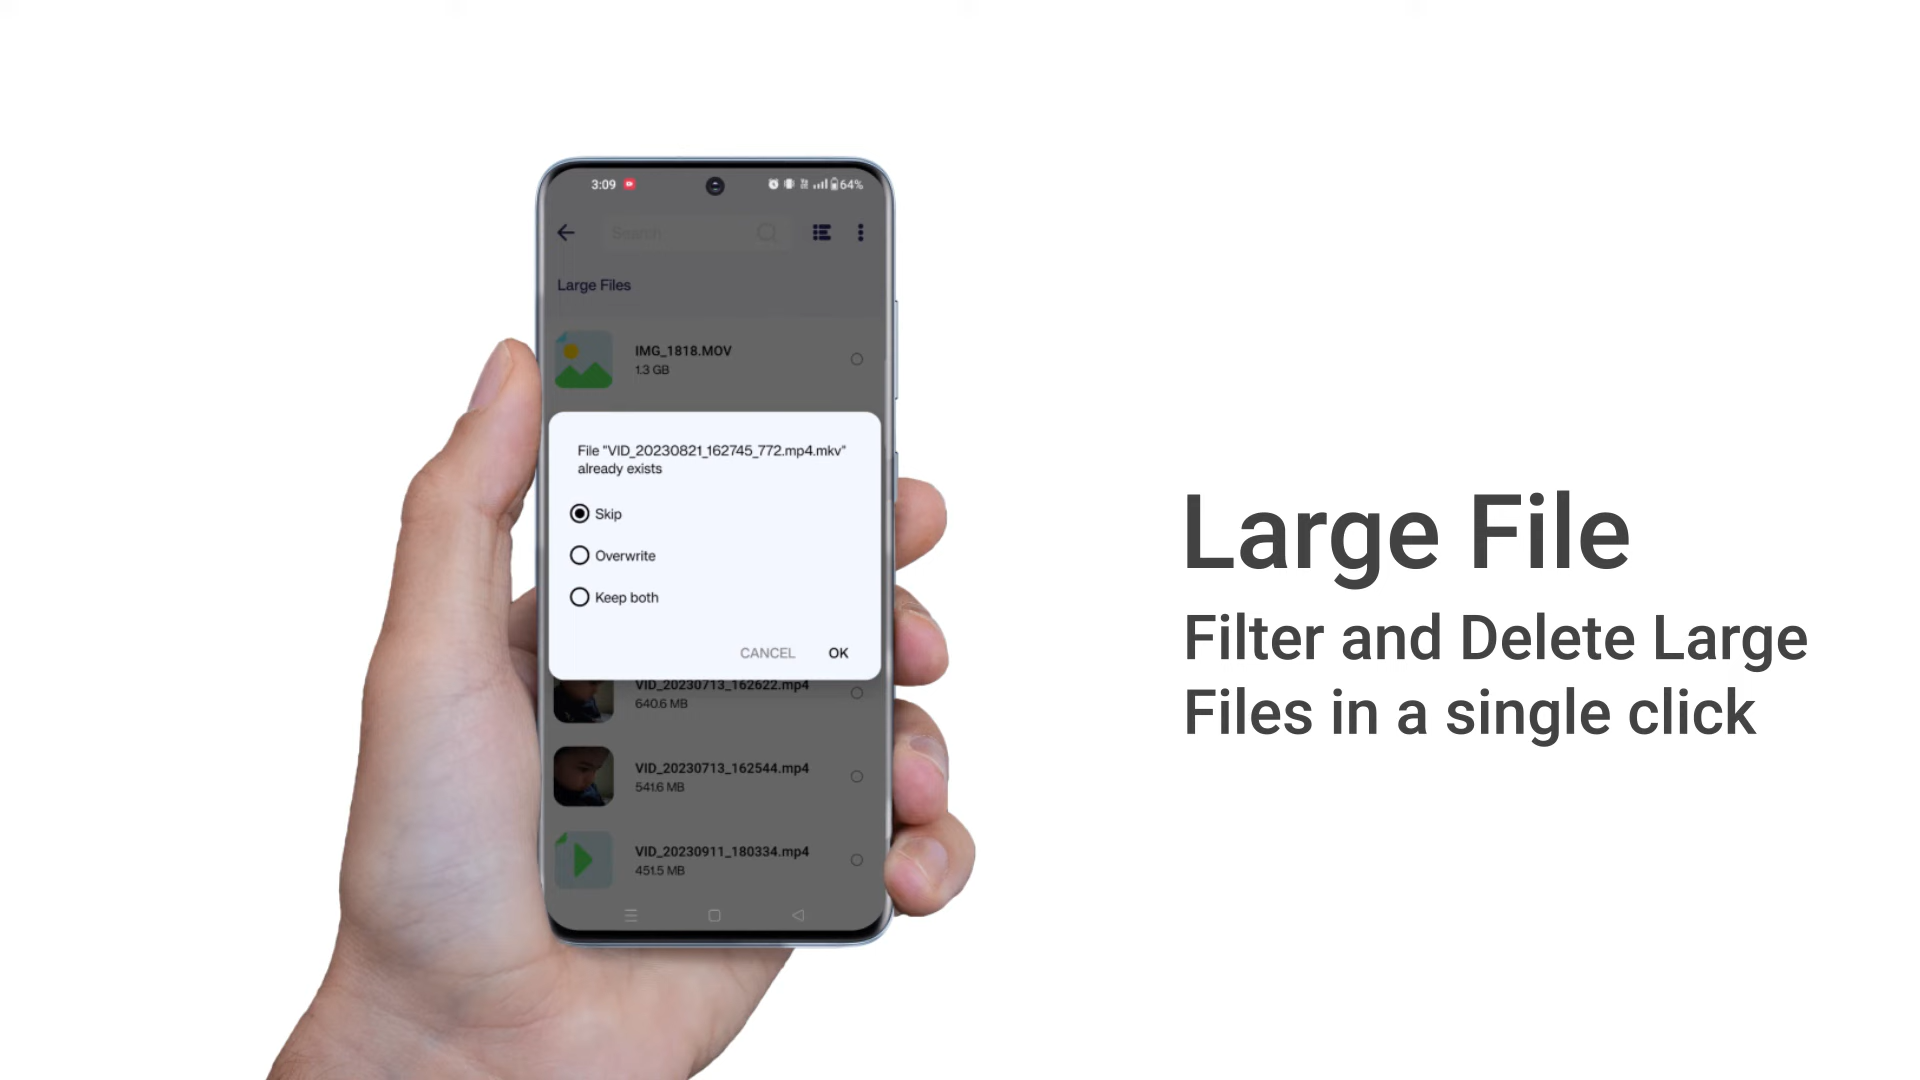 3:09
64%
Search
Large Files
IMG_1818.MOV
1.3 GB
File "VID_20230821_162745_772.mp4.mkv"
already exists
Skip
Overwrite
Keep both
CANCEL OK
VID_20230713_162622.mp4
640.6 MB
VID_20230713_162544.mp4
541.6 MB
VID_20230911_180334.mp4
451.5 MB
Large File
Filter and Delete Large
Files in a single click